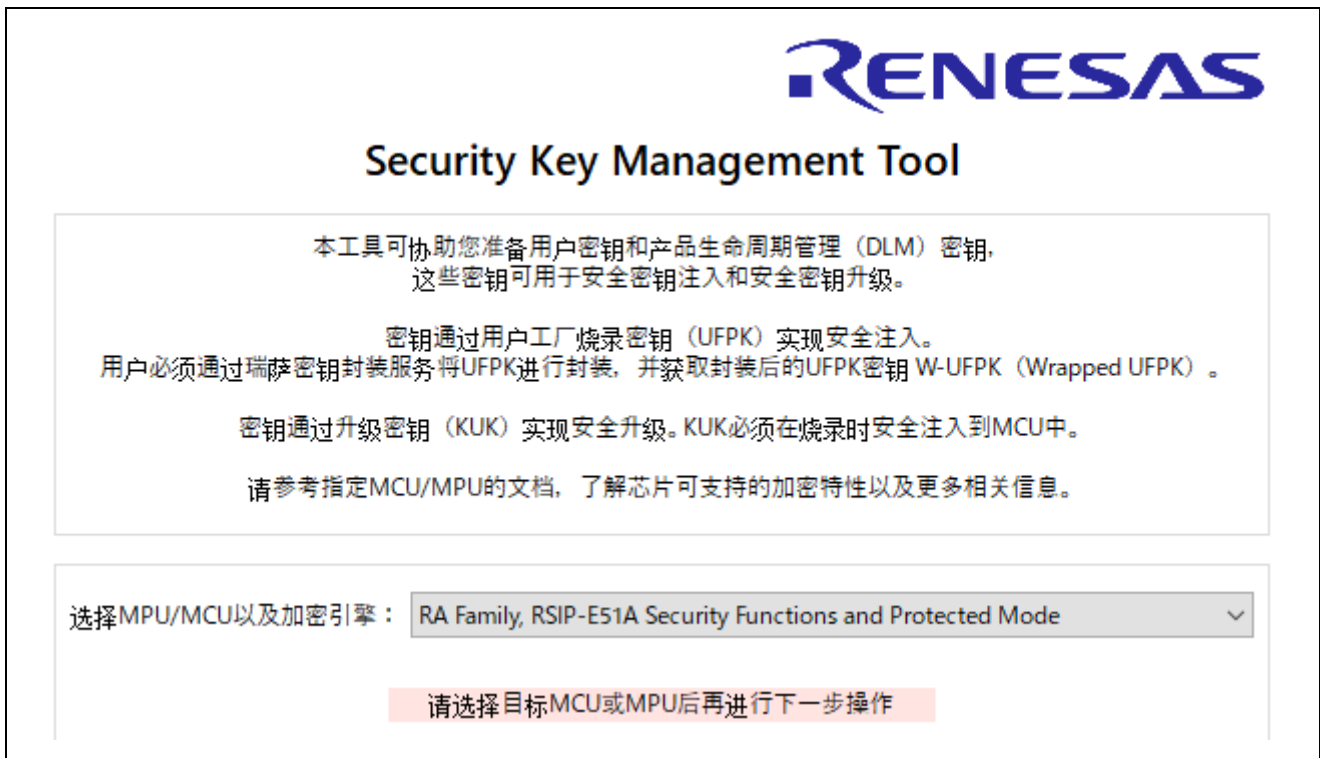 RENESAS
Security Key Management Tool
本工具可协助您准备用户密钥和产品生命周期管理（DLM）密钥，
这些密钥可用于安全密钥注入和安全密钥升级。
密钥通过用户工厂烧录密钥（UFPK）实现安全注入。
用户必须通过瑞萨密钥封装服务将UFPK进行封装，并获取封装后的UFPK密钥 W-UFPK（Wrapped UFPK）。
密钥通过升级密钥（KUK）实现安全升级。KUK必须在烧录时安全注入到MCU中。
请参考指定MCU/MPU的文档，了解芯片可支持的加密特性以及更多相关信息。
选择MPU/MCU以及加密引擎： RA Family, RSIP-E51A Security Functions and Protected Mode
请选择目标MCU或MPU后再进行下一步操作